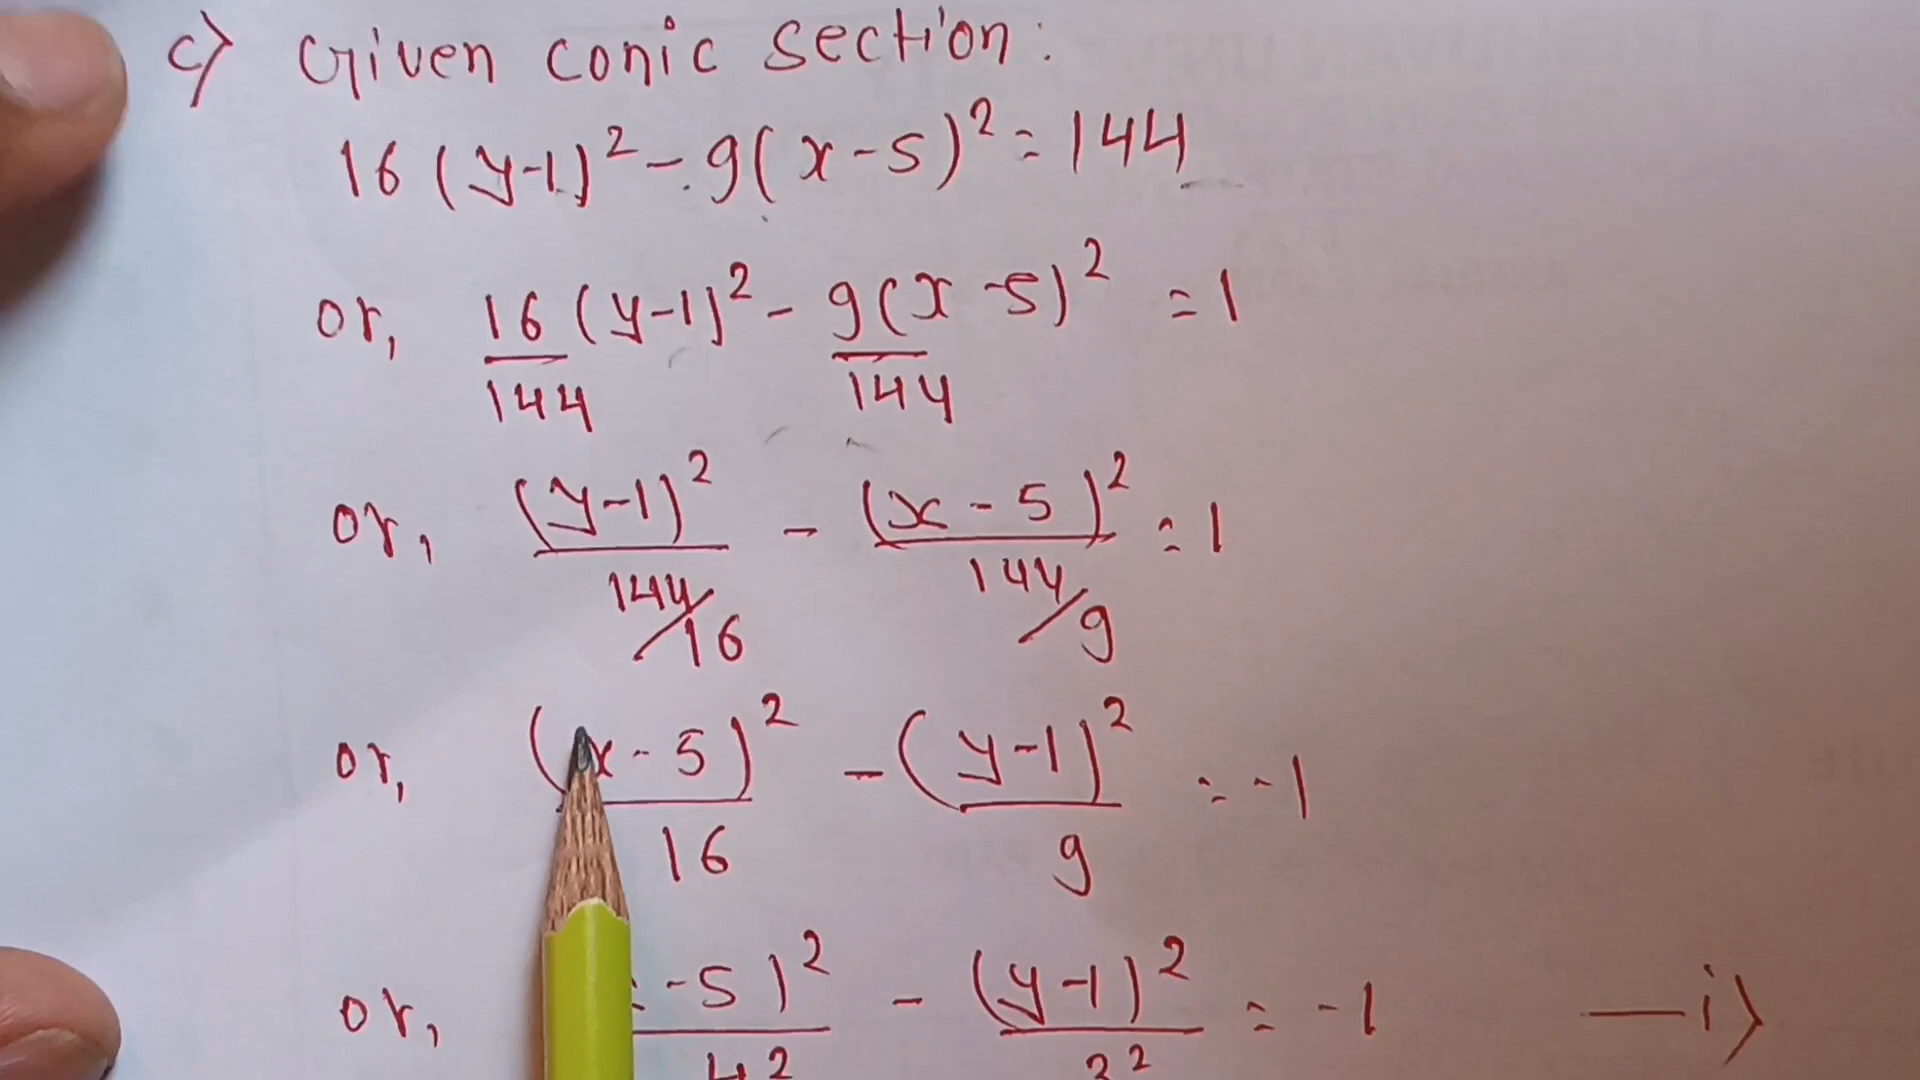 c) Given conic section:
16(y-1)² - 9(x-5)² = 144
or, 16/144 (y-1)² - 9(x-5)²/144 = 1
or, (y-1)²/144/16 - (x-5)²/144/9 = 1
or, (x-5)²/16 - (y-1)²/9 = -1
or, -5)²/4² - (y-1)²/3² = -1 —i)